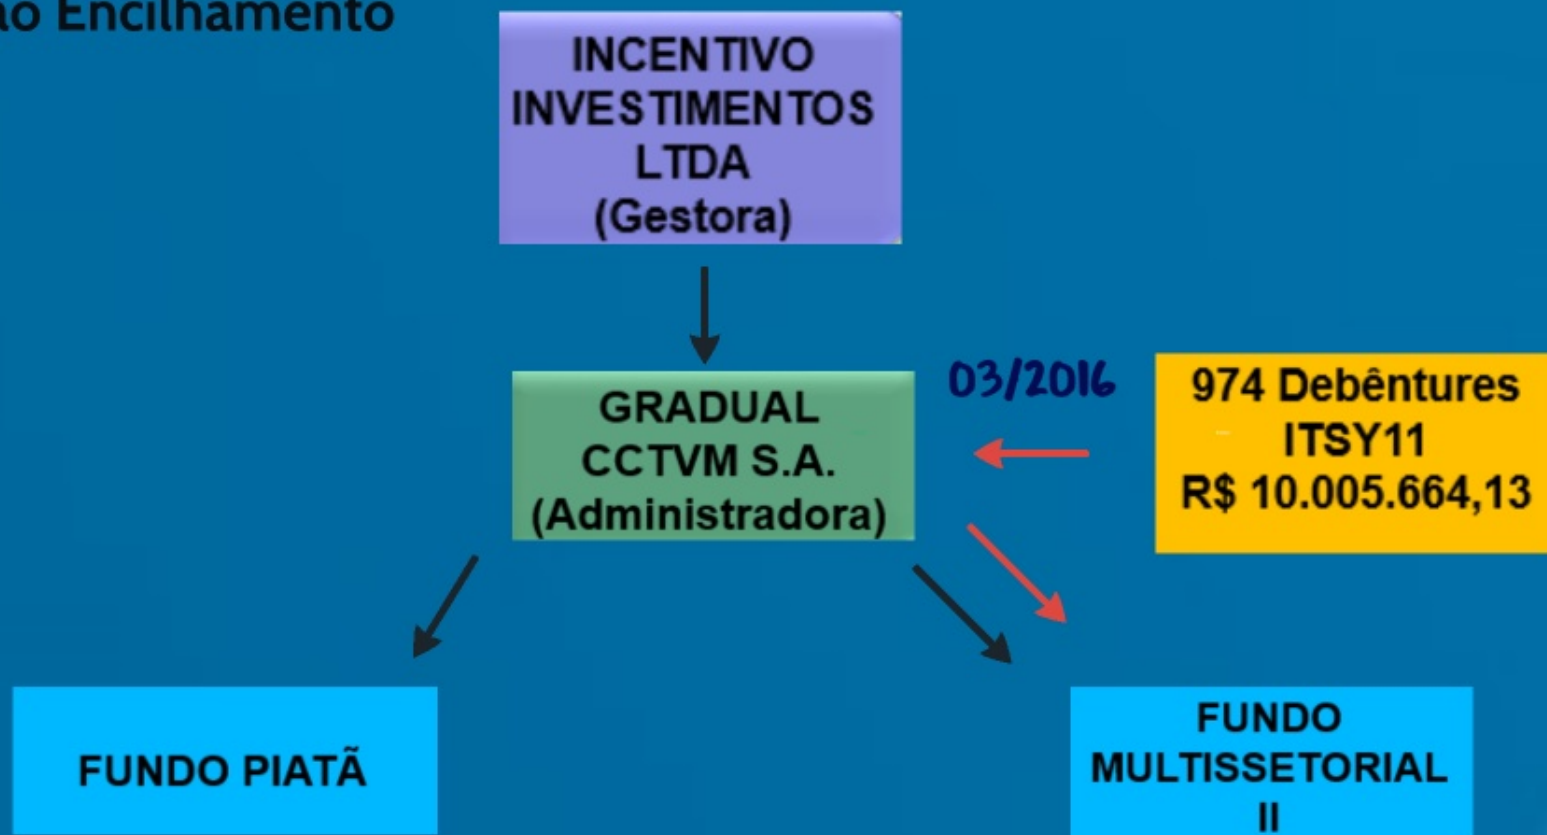 ão Encilhamento
INCENTIVO
INVESTIMENTOS
LTDA
(Gestora)
GRADUAL
CCTVM S.A.
(Administradora)
03/2016
974 Debêntures
ITSY11
R$ 10.005.664,13
FUNDO PIATÃ
FUNDO
MULTISSETORIAL
II